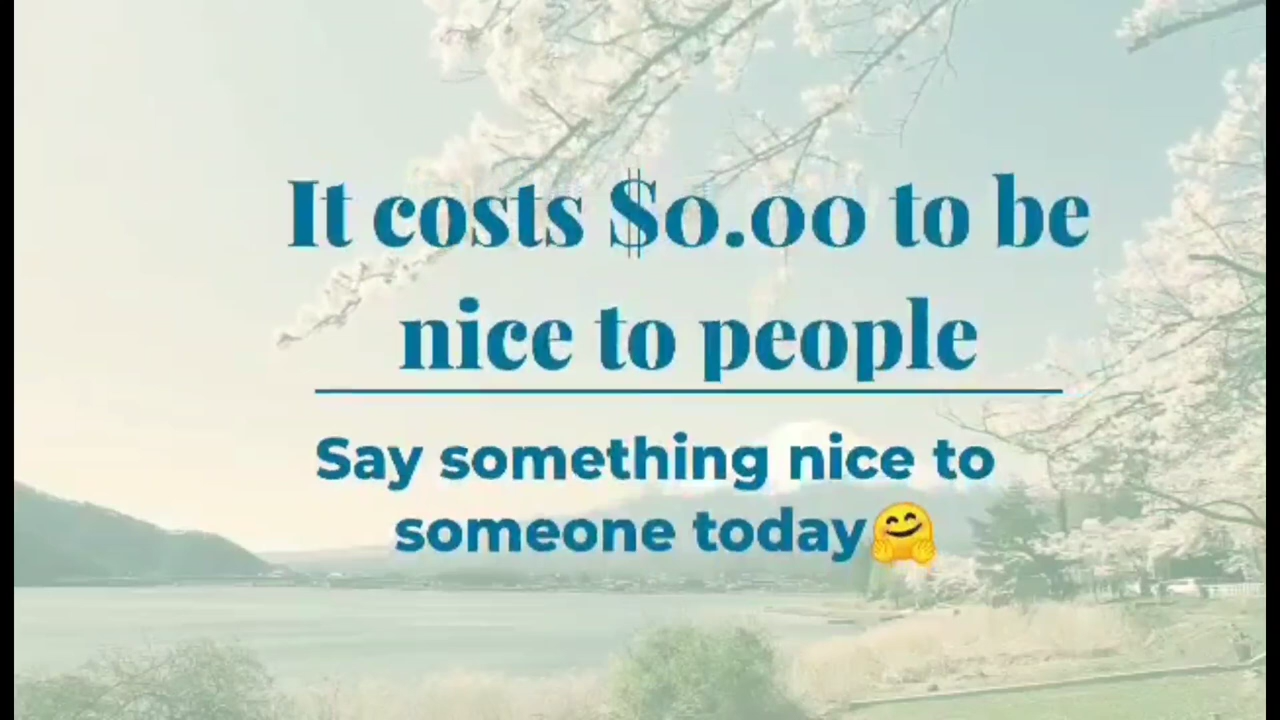 It costs $0.00 to be
nice to people
Say something nice to
someone today🤗